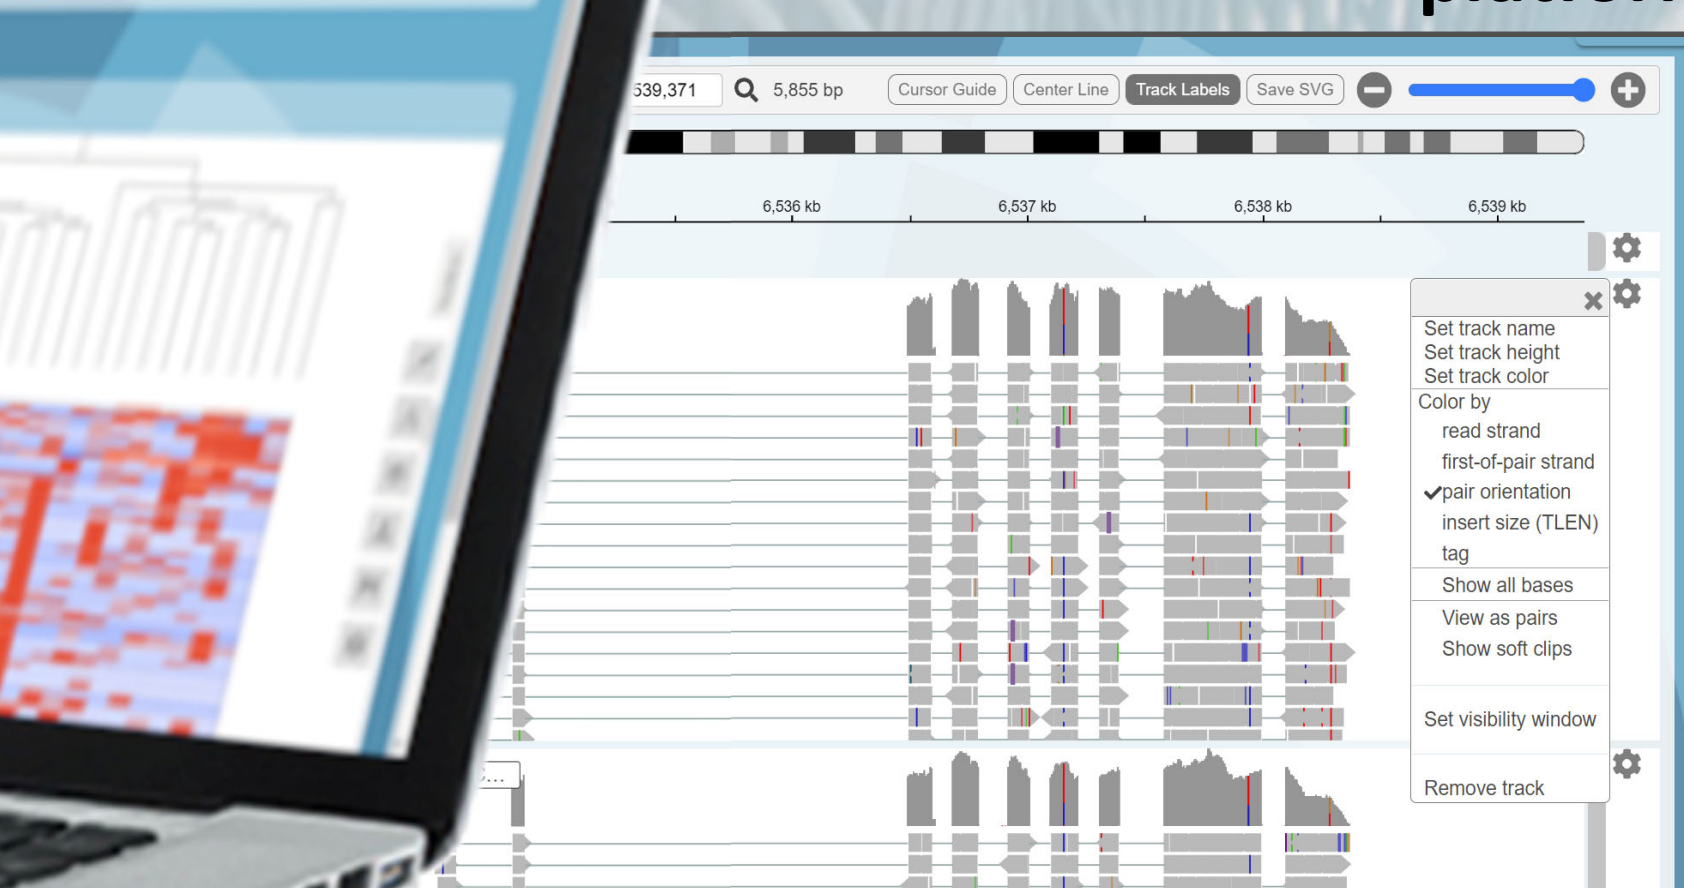 639,371
5,855 bp
Cursor Guide
Center Line
Track Labels
Save SVG
6,536 kb
6,537 kb
6,538 kb
6,539 kb
Set track name
Set track height
Set track color
Color by
read strand
first-of-pair strand
pair orientation
insert size (TLEN)
tag
Show all bases
View as pairs
Show soft clips
Set visibility window
Remove track